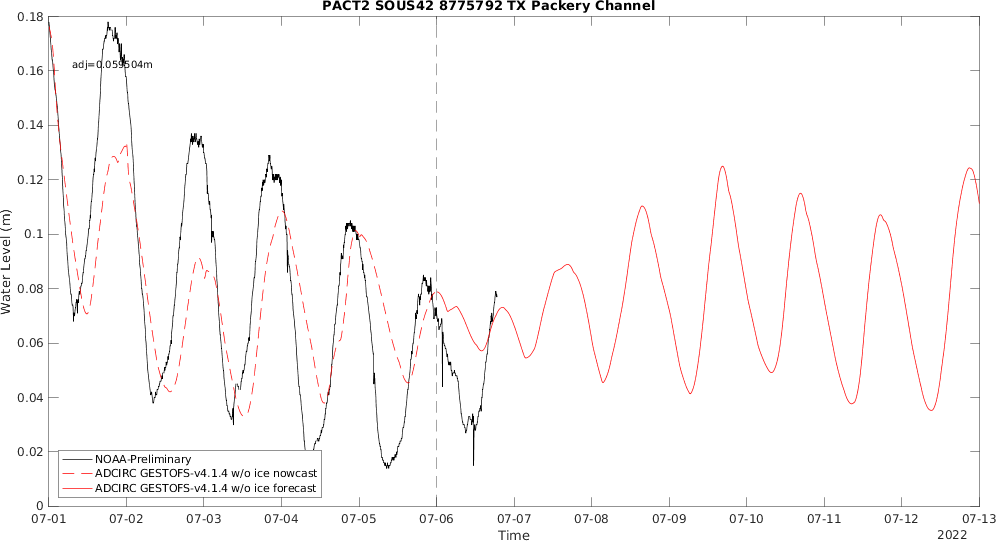 PACT2 SOUS42 8775792 TX Packery Channel
0.18
adj=0.059504m
0.16
0.14
0.12
0.1
0.08
0.06
0.04
0.02
0
Water Level (m)
NOAA-Preliminary
ADCIRC GESTOFS-v4.1.4 w/o ice nowcast
ADCIRC GESTOFS-v4.1.4 w/o ice forecast
07-01 07-02 07-03 07-04 07-05 07-06 07-07 07-08 07-09 07-10 07-11 07-12 07-13
Time
2022